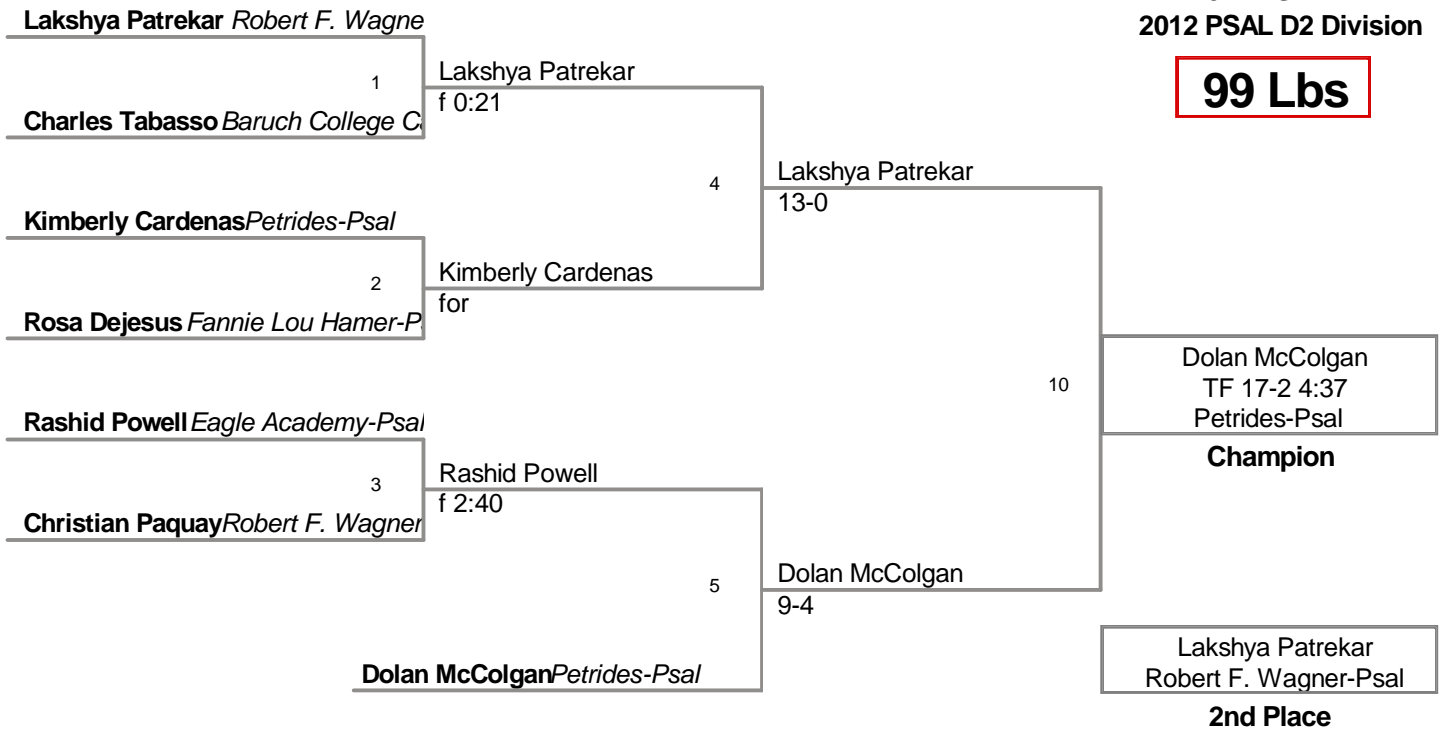 Lakshya Patrekar Robert F. Wagne
2012 PSAL D2 Division
99 Lbs
1
Lakshya Patrekar
f 0:21
Charles Tabasso Baruch College
4
Lakshya Patrekar
13-0
Kimberly Cardenas Petrides-Psal
2
Kimberly Cardenas
for
Rosa Dejesus Fannie Lou Hamer-P
10
Dolan McColgan
TF 17-2 4:37
Petrides-Psal
Champion
Rashid Powell Eagle Academy-Psal
3
Rashid Powell
f 2:40
Christian Paquay Robert F. Wagner
5
Dolan McColgan
9-4
Dolan McColgan Petrides-Psal
Lakshya Patrekar
Robert F. Wagner-Psal
2nd Place